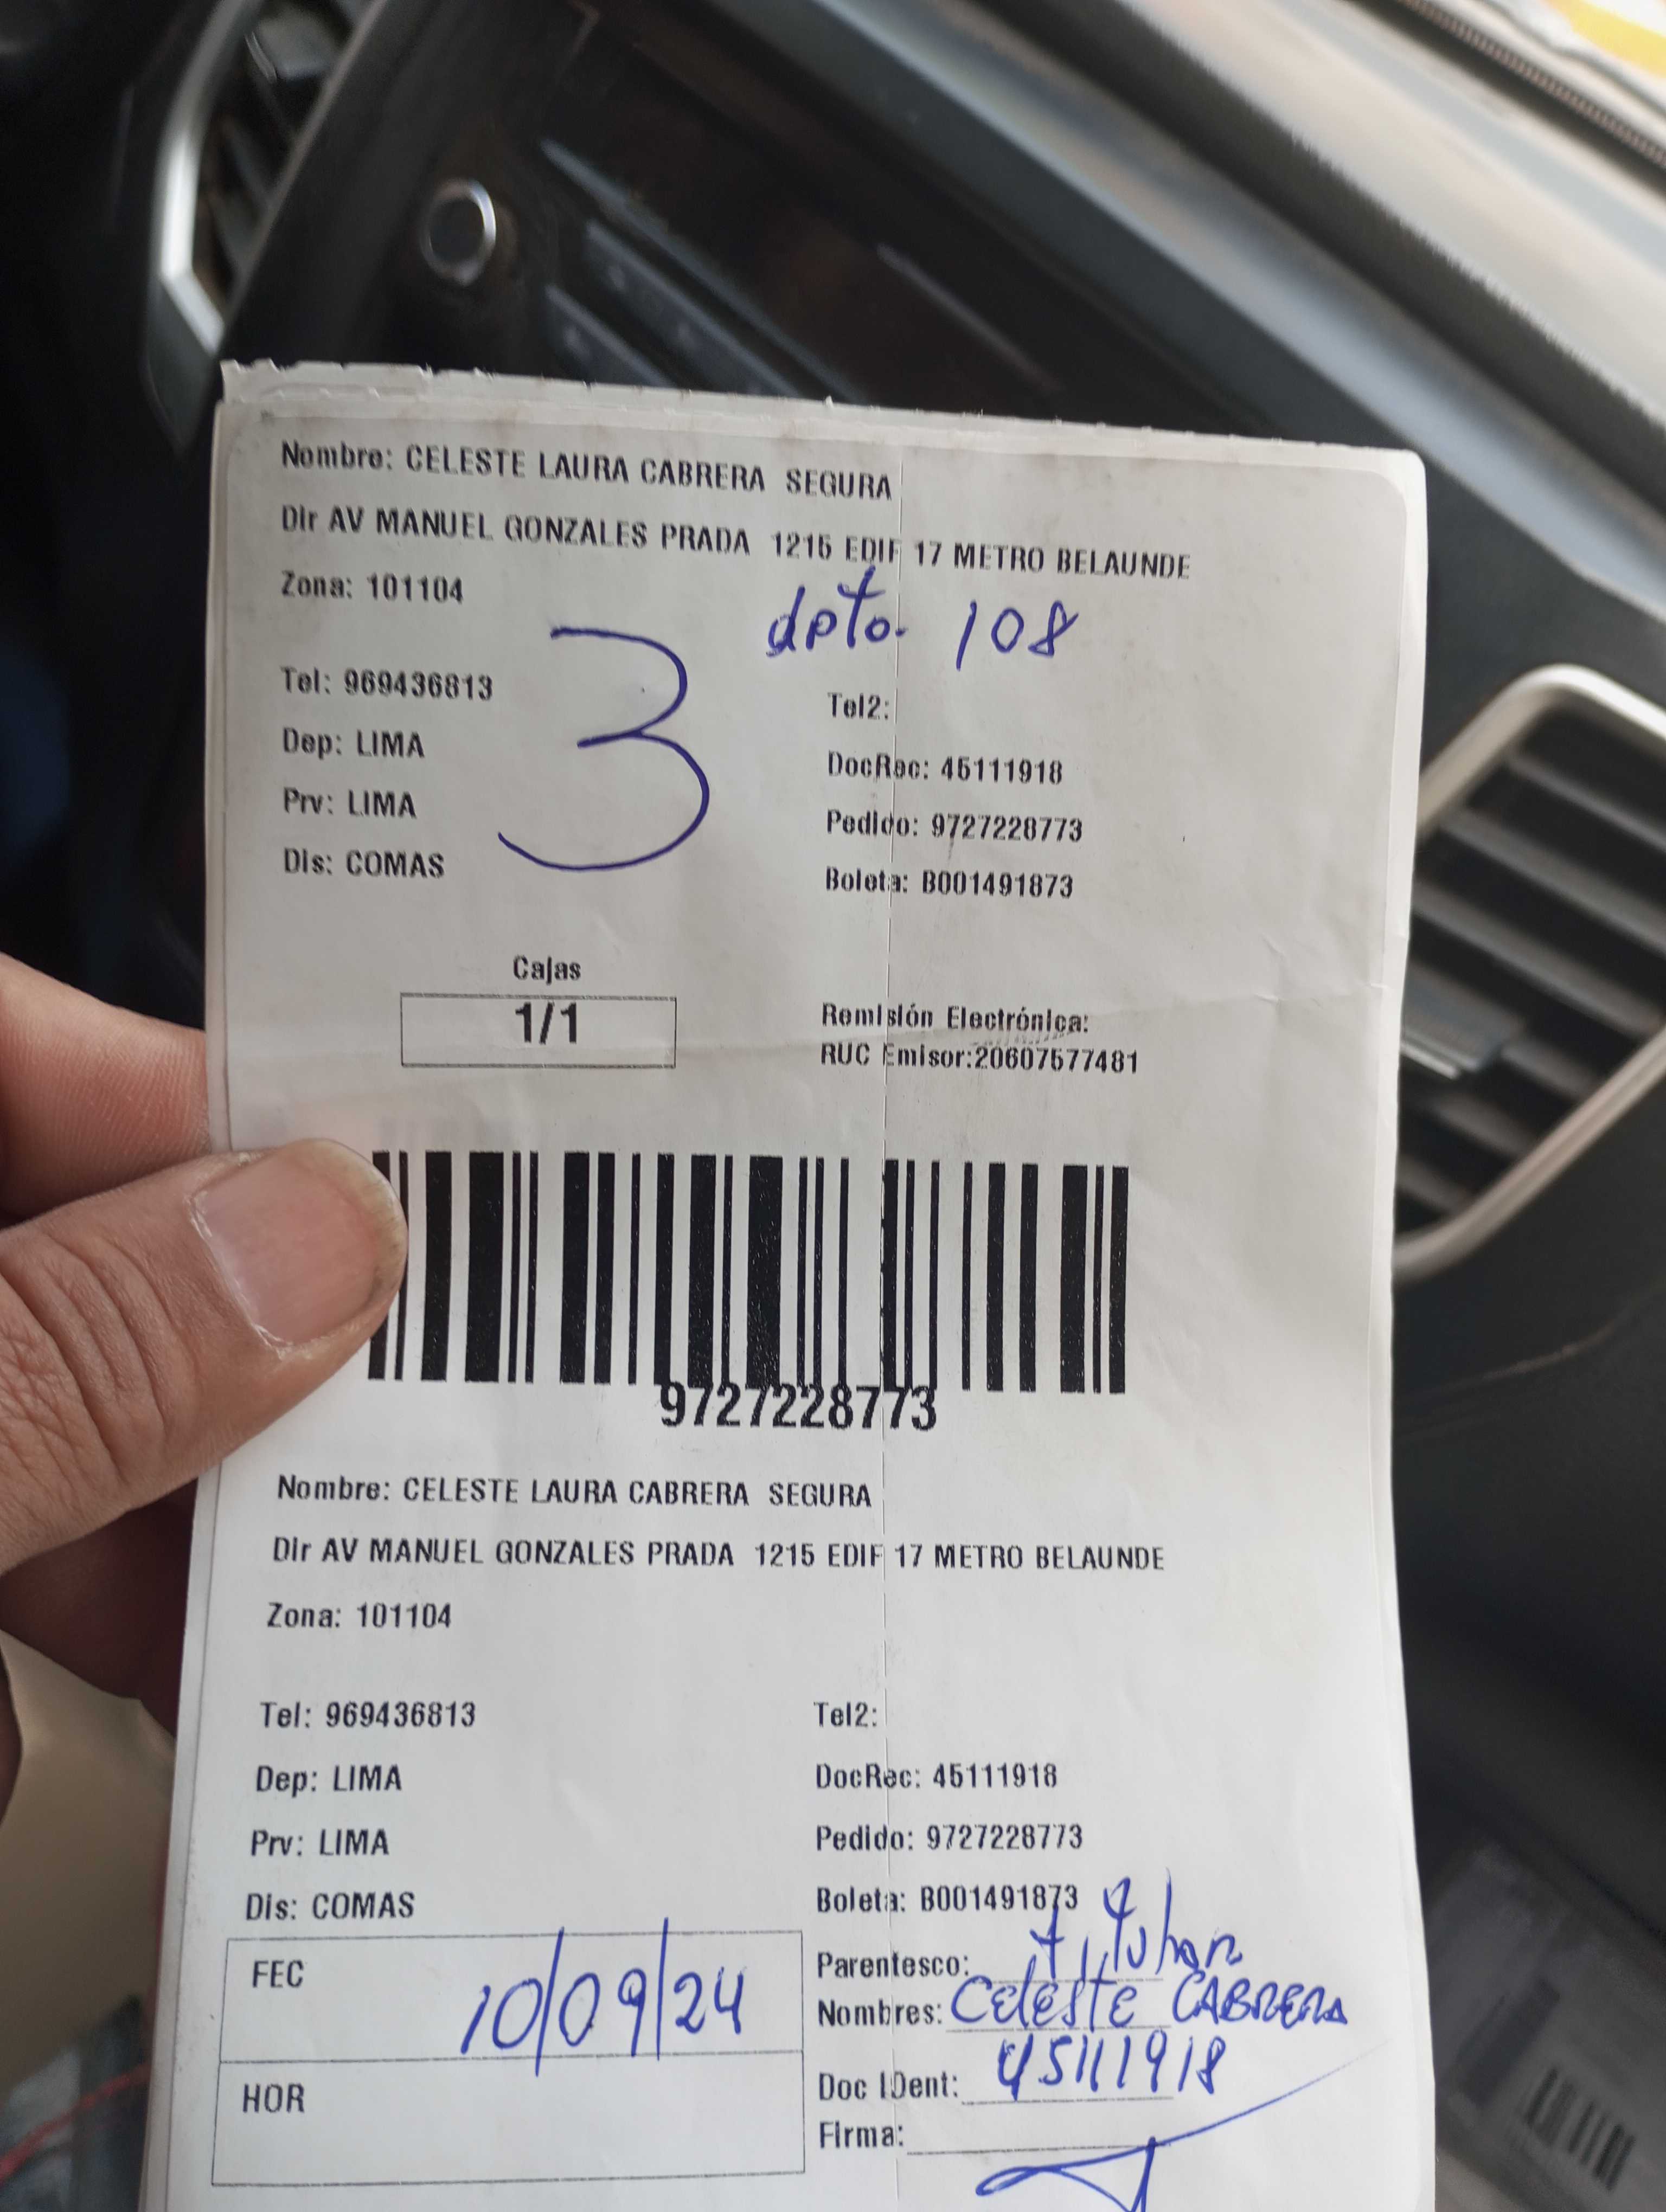 Nombre: CELESTE LAURA CABRERA SEGURA
Dir AV MANUEL GONZALES PRADA 1215 EDIF 17 METRO BELAUNDE
Zona: 101104
dpto. 108
3
Tel: 969436813
Tel2:
Dep: LIMA
DocRec: 45111918
Prv: LIMA
Pedido: 9727228773
Dis: COMAS
Boleta: B001491873
Cajas
1/1
Remisión Electrónica:
RUC Emisor:20607577481
9727228773
Nombre: CELESTE LAURA CABRERA SEGURA
Dir AV MANUEL GONZALES PRADA 1215 EDIF 17 METRO BELAUNDE
Zona: 101104
Tel: 969436813
Tel2:
Dep: LIMA
DocRec: 45111918
Prv: LIMA
Pedido: 9727228773
Dis: COMAS
Boleta: B001491873
FEC 10/09/24
Parentesco:
Nombres: Celeste CABRERA
HOR
Doc IDent: 45111918
Firma: